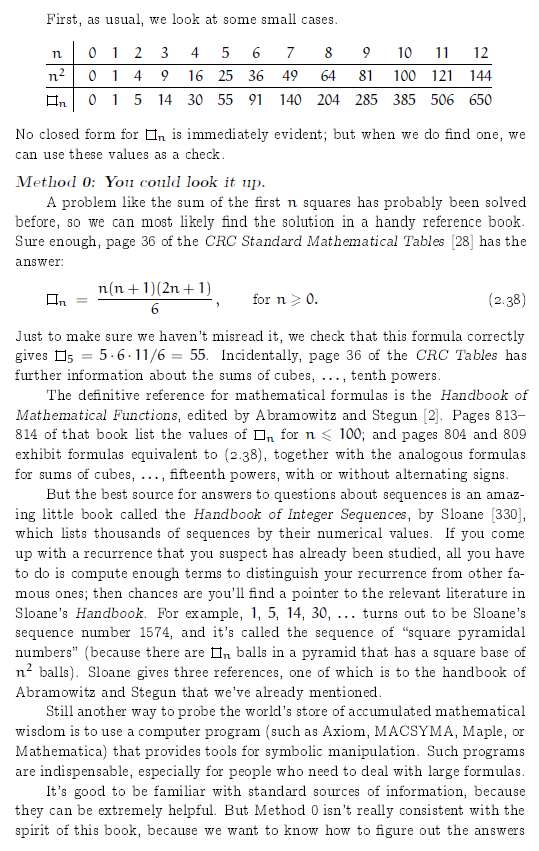 First, as usual, we look at some small cases.
n 0 1 2 3 4 5 6 7 8 9 10 11 12
n² 0 1 4 9 16 25 36 49 64 81 100 121 144
□n 0 1 5 14 30 55 91 140 204 285 385 506 650
No closed form for □n is immediately evident; but when we do find one, we
can use these values as a check.
Method 0: You could look it up.
A problem like the sum of the first n squares has probably been solved
before, so we can most likely find the solution in a handy reference book.
Sure enough, page 36 of the CRC Standard Mathematical Tables [28] has the
answer:
□n = n(n + 1)(2n + 1)/6, for n ⩾ 0. (2.38)
Just to make sure we haven't misread it, we check that this formula correctly
gives □5 = 5·6·11/6 = 55. Incidentally, page 36 of the CRC Tables has
further information about the sums of cubes, ..., tenth powers.
The definitive reference for mathematical formulas is the Handbook of
Mathematical Functions, edited by Abramowitz and Stegun [2]. Pages 813–
814 of that book list the values of □n for n ⩽ 100; and pages 804 and 809
exhibit formulas equivalent to (2.38), together with the analogous formulas
for sums of cubes, ..., fifteenth powers, with or without alternating signs.
But the best source for answers to questions about sequences is an amaz-
ing little book called the Handbook of Integer Sequences, by Sloane [330],
which lists thousands of sequences by their numerical values. If you come
up with a recurrence that you suspect has already been studied, all you have
to do is compute enough terms to distinguish your recurrence from other fa-
mous ones; then chances are you'll find a pointer to the relevant literature in
Sloane's Handbook. For example, 1, 5, 14, 30, ... turns out to be Sloane's
sequence number 1574, and it's called the sequence of "square pyramidal
numbers" (because there are □n balls in a pyramid that has a square base of
n² balls). Sloane gives three references, one of which is to the handbook of
Abramowitz and Stegun that we've already mentioned.
Still another way to probe the world's store of accumulated mathematical
wisdom is to use a computer program (such as Axiom, MACSYMA, Maple, or
Mathematica) that provides tools for symbolic manipulation. Such programs
are indispensable, especially for people who need to deal with large formulas.
It's good to be familiar with standard sources of information, because
they can be extremely helpful. But Method 0 isn't really consistent with the
spirit of this book, because we want to know how to figure out the answers